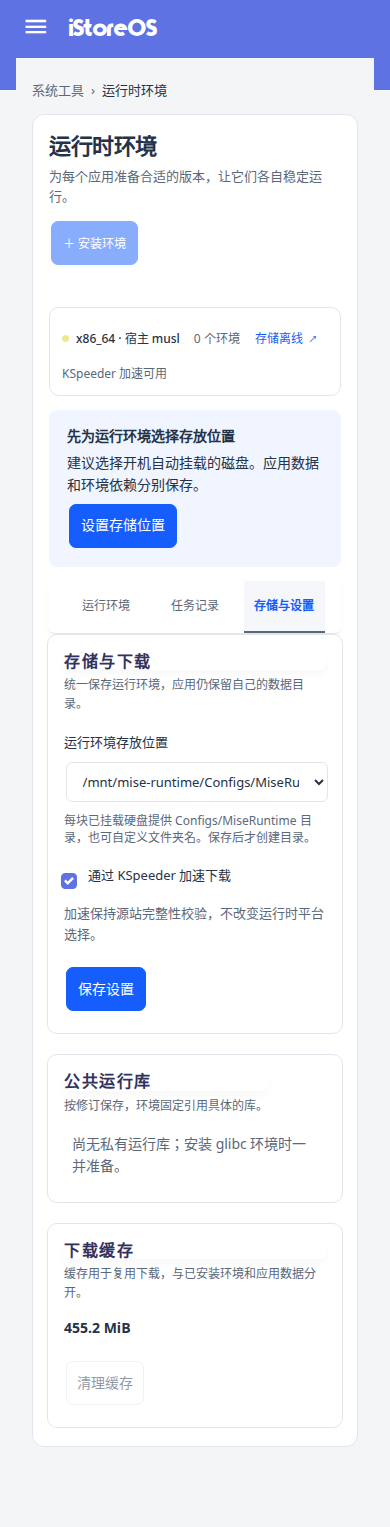 iStoreOS
系统工具 › 运行时环境
运行时环境
为每个应用准备合适的版本，让它们各自稳定运
行。
＋ 安装环境
x86_64 · 宿主 musl 0 个环境 存储离线 ↗
KSpeeder 加速可用
先为运行环境选择存放位置
建议选择开机自动挂载的磁盘。应用数据
和环境依赖分别保存。
设置存储位置
运行环境 任务记录 存储与设置
存储与下载
统一保存运行环境，应用仍保留自己的数据目
录。
运行环境存放位置
/mnt/mise-runtime/Configs/MiseRu
每块已挂载硬盘提供 Configs/MiseRuntime 目
录，也可自定义文件夹名。保存后才创建目录。
通过 KSpeeder 加速下载
加速保持源站完整性校验，不改变运行时平台
选择。
保存设置
公共运行库
按修订保存，环境固定引用具体的库。
尚无私有运行库；安装 glibc 环境时一
并准备。
下载缓存
缓存用于复用下载，与已安装环境和应用数据分
开。
455.2 MiB
清理缓存